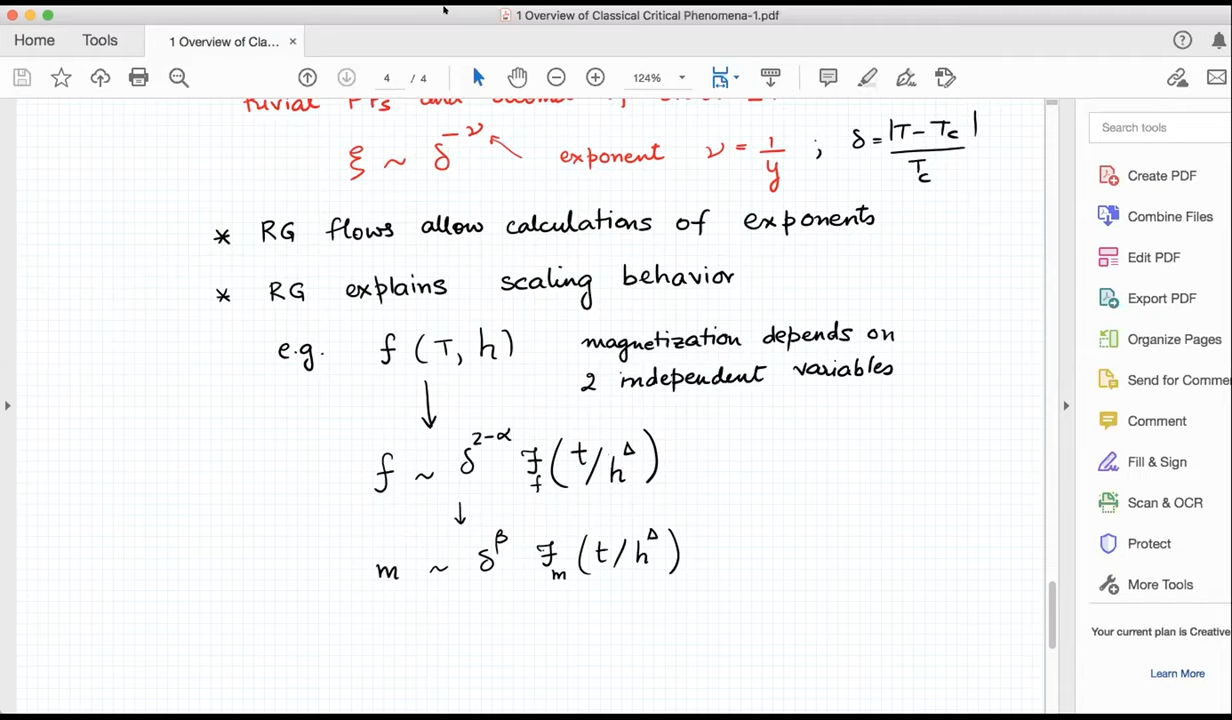 1 Overview of Classical Critical Phenomena-1.pdf
Home Tools 1 Overview of Cla... ×
4 / 4 124%
Search tools
ξ ~ δ^{-ν} exponent ν = 1/y ; δ = |T - Tc| / Tc
* RG flows allow calculations of exponents
* RG explains scaling behavior
e.g. f (T, h) magnetization depends on
2 independent variables
↓
f ~ δ^{2-α} ℱ_f (t/h^Δ)
↓
m ~ δ^β ℱ_m (t/h^Δ)
Create PDF
Combine Files
Edit PDF
Export PDF
Organize Pages
Send for Comme
Comment
Fill & Sign
Scan & OCR
Protect
More Tools
Your current plan is Creative
Learn More